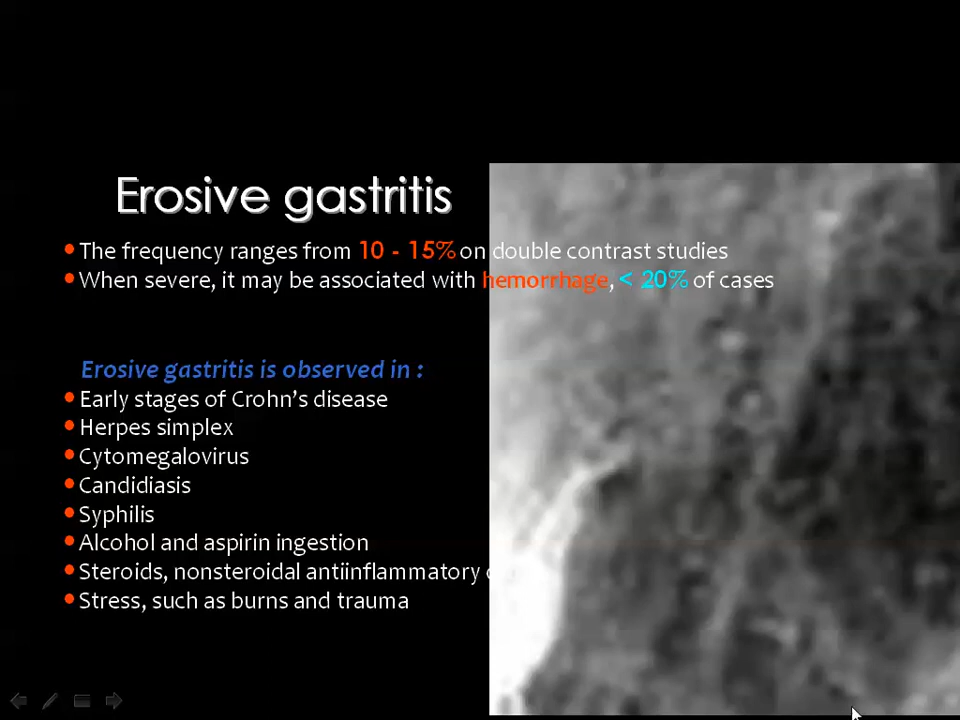 Erosive gastritis
• The frequency ranges from 10 - 15% on double contrast studies
• When severe, it may be associated with hemorrhage, < 20% of cases
Erosive gastritis is observed in :
• Early stages of Crohn’s disease
• Herpes simplex
• Cytomegalovirus
• Candidiasis
• Syphilis
• Alcohol and aspirin ingestion
• Steroids, nonsteroidal antiinflammatory
• Stress, such as burns and trauma